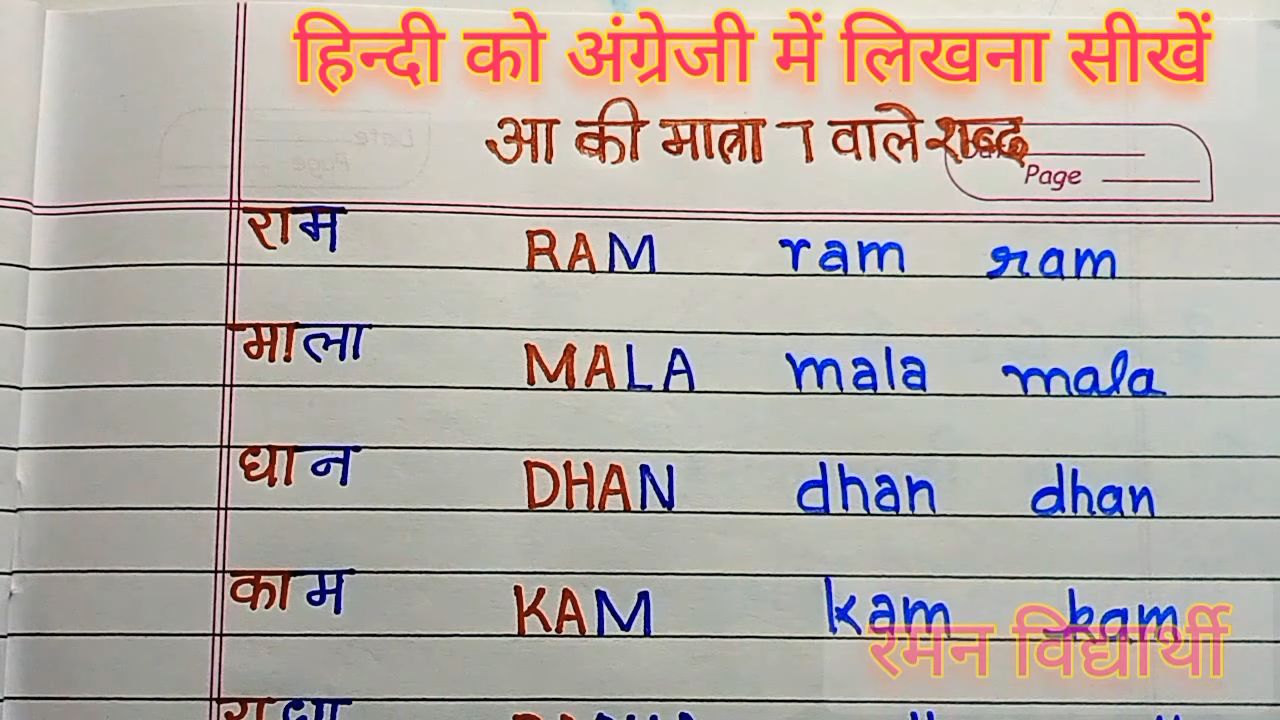 हिन्दी को अंग्रेजी में लिखना सीखें
आ की मात्रा ा वाले शब्द
Page
राम RAM ram ram
माला MALA mala mala
धान DHAN dhan dhan
काम KAM kam kam
रमन विद्यार्थी
राधा